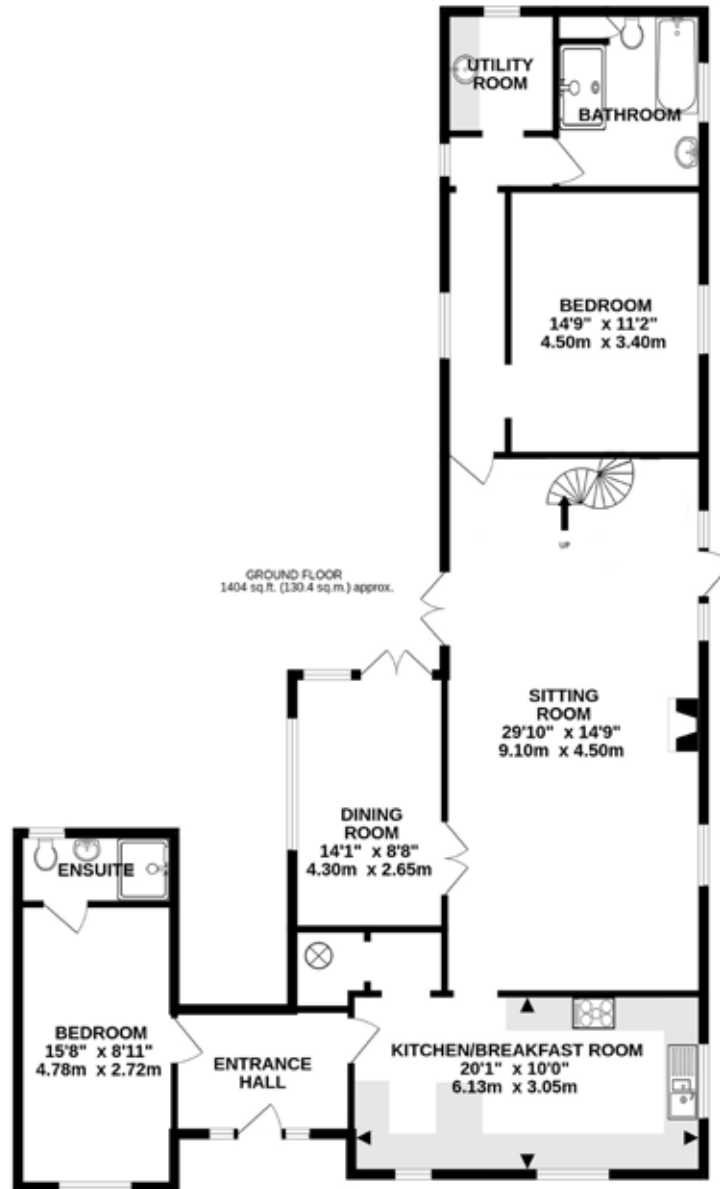 UTILITY
ROOM
BATHROOM
BEDROOM
14'9" x 11'2"
4.50m x 3.40m
UP
GROUND FLOOR
1404 sq.ft. (130.4 sq.m.) approx.
SITTING
ROOM
29'10" x 14'9"
9.10m x 4.50m
DINING
ROOM
14'1" x 8'8"
4.30m x 2.65m
ENSUITE
BEDROOM
15'8" x 8'11"
4.78m x 2.72m
ENTRANCE
HALL
KITCHEN/BREAKFAST ROOM
20'1" x 10'0"
6.13m x 3.05m